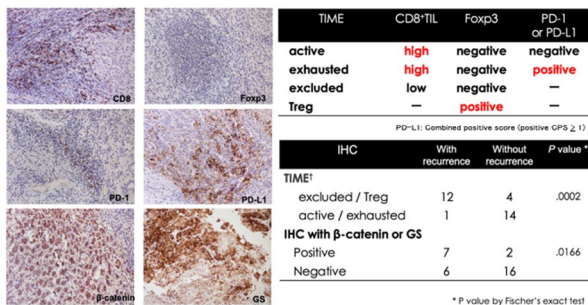 CD8
Foxp3
PD-1
PD-L1
β-catenin
GS
TIME CD8⁺TIL Foxp3 PD-1 or PD-L1
active high negative negative
exhausted high negative positive
excluded low negative —
Treg — positive —
PD-L1: Combined positive score (positive CPS ≧ 1)
IHC With recurrence Without recurrence P value *
TIME†
excluded / Treg 12 4 .0002
active / exhausted 1 14
IHC with β-catenin or GS
Positive 7 2 .0166
Negative 6 16
* P value by Fischer's exact test